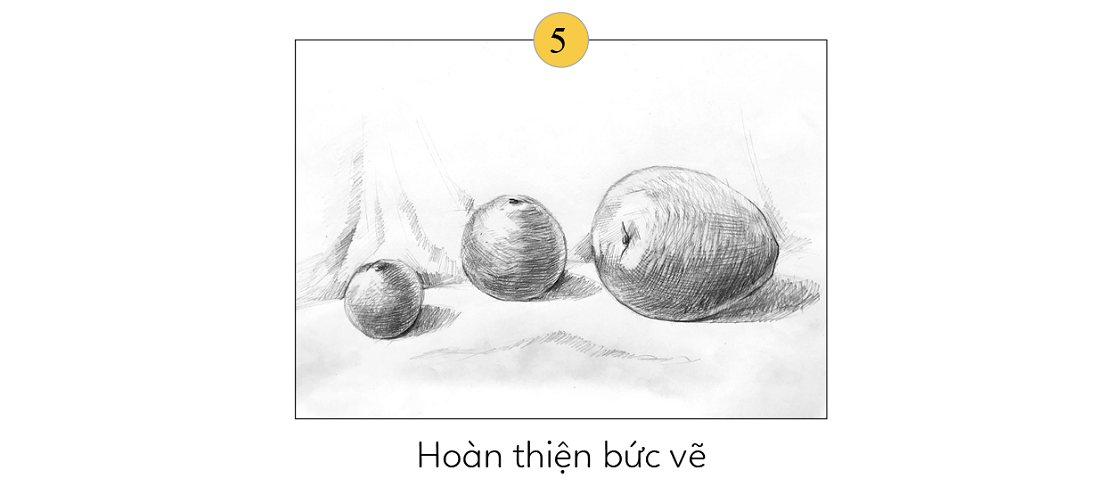 5
Hoàn thiện bức vẽ